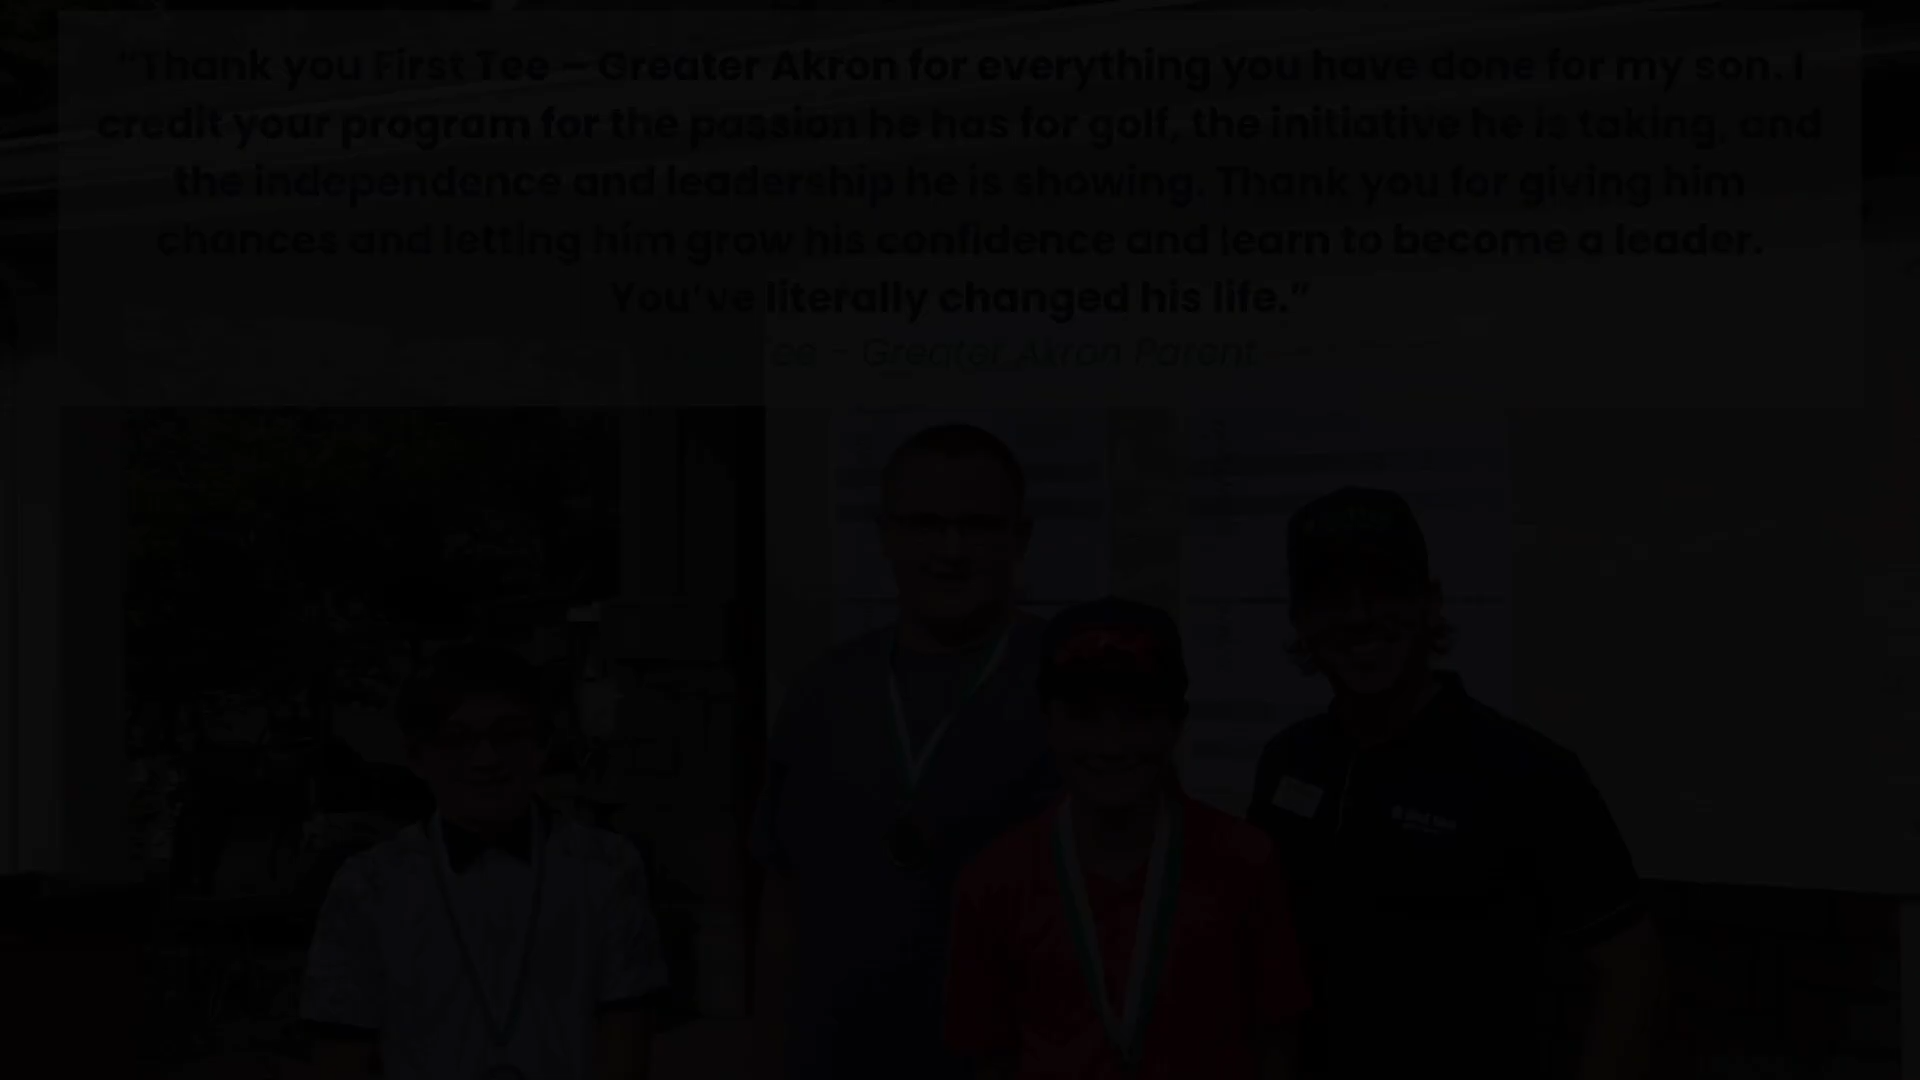 “Thank you First Tee – Greater Akron for everything you have done for my son. I
credit your program for the passion he has for golf, the initiative he is taking, and
the independence and leadership he is showing. Thank you for giving him
chances and letting him grow his confidence and learn to become a leader.
You’ve literally changed his life.”
- Greater Akron Parent